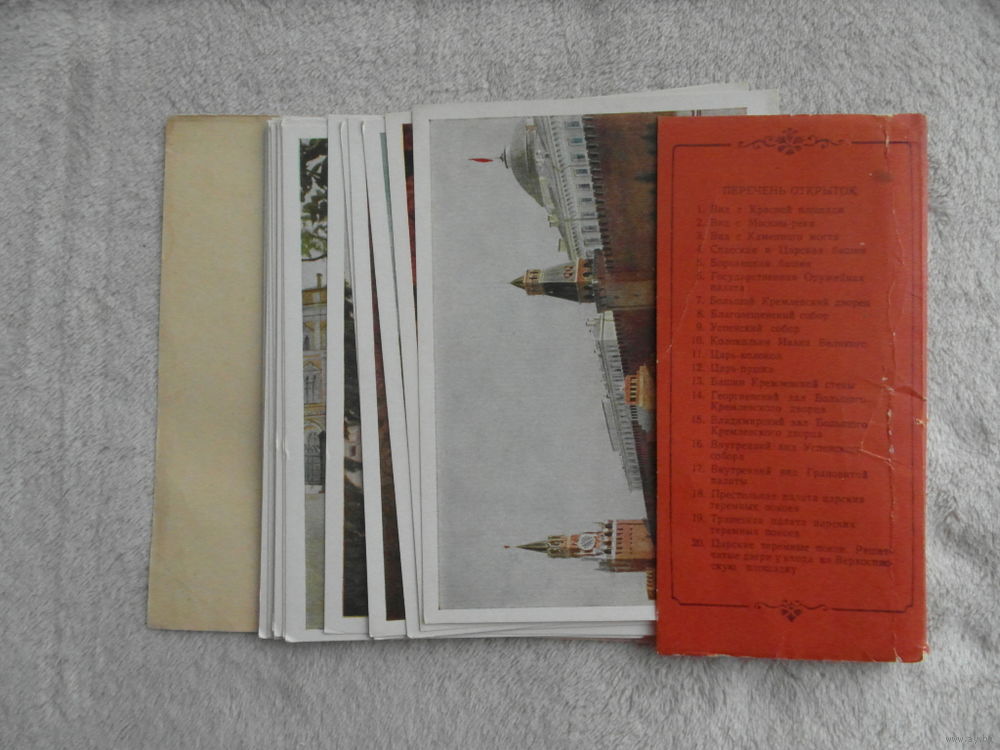 ПЕРЕЧЕНЬ ОТКРЫТОК
1. Вид с Красной площади
2. Вид с Москвы-реки
3. Вид с Каменного моста
4. Спасская и Царская башни
5. Боровицкая башня
6. Государственная Оружейная
палата
7. Большой Кремлевский дворец
8. Благовещенский собор
9. Успенский собор
10. Колокольня Ивана Великого
11. Царь-колокол
12. Царь-пушка
13. Башни Кремлевской стены
14. Георгиевский зал Большого
Кремлевского дворца
15. Владимирский зал Большого
Кремлевского дворца
16. Внутренний вид Успенского
собора
17. Внутренний вид Грановитой
палаты
18. Престольная палата царских
теремных покоев
19. Трапезная палата царских
теремных покоев
20. Царские теремные покои. Решет-
чатые двери у входа на Верхоспас-
скую площадку